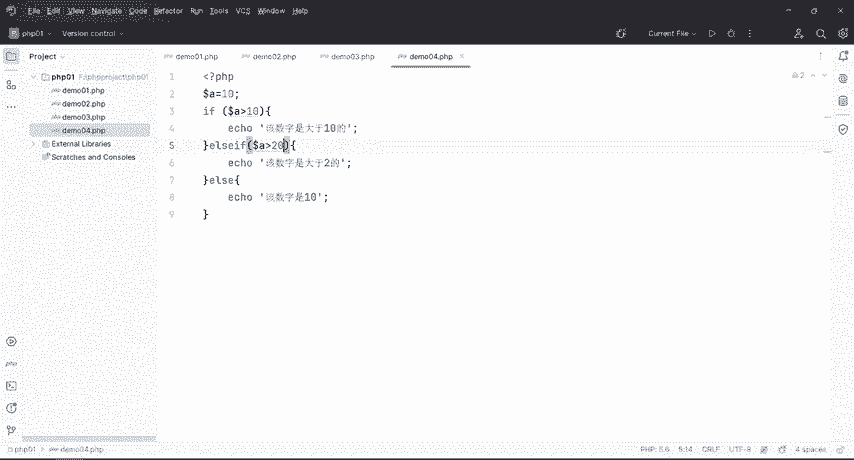 File Edit View Navigate Code Refactor Run Tools VCS Window Help
php01 Version control Current File
Project
demo01.php demo02.php demo03.php demo04.php
php01 F:\phpproject\php01
demo01.php
demo02.php
demo03.php
demo04.php
External Libraries
Scratches and Consoles
2
1 <?php
2 $a=10;
3 if ($a>10){
4 echo '该数字是大于10的';
5 }elseif($a>20){
6 echo '该数字是大于2的';
7 }else{
8 echo '该数字是10';
9 }
php
php01 > demo04.php PHP: 5.6 5:14 CRLF UTF-8 4 spaces